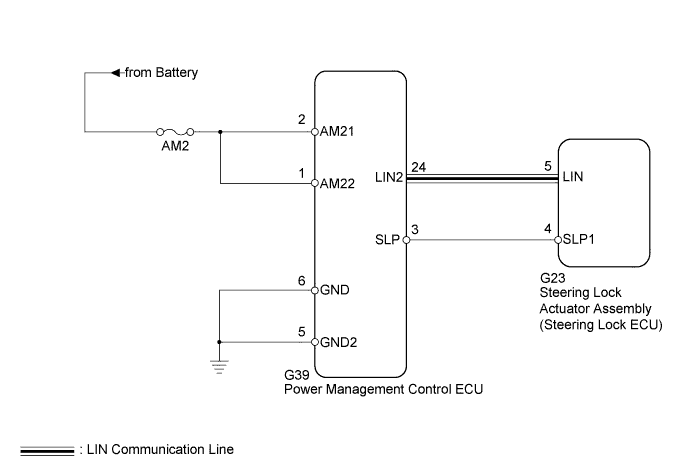 from Battery
2
AM21
AM2
1
AM22
LIN2
24
5
LIN
SLP
3
4
SLP1
6
GND
G23
Steering Lock
Actuator Assembly
(Steering Lock ECU)
5
GND2
G39
Power Management Control ECU
: LIN Communication Line